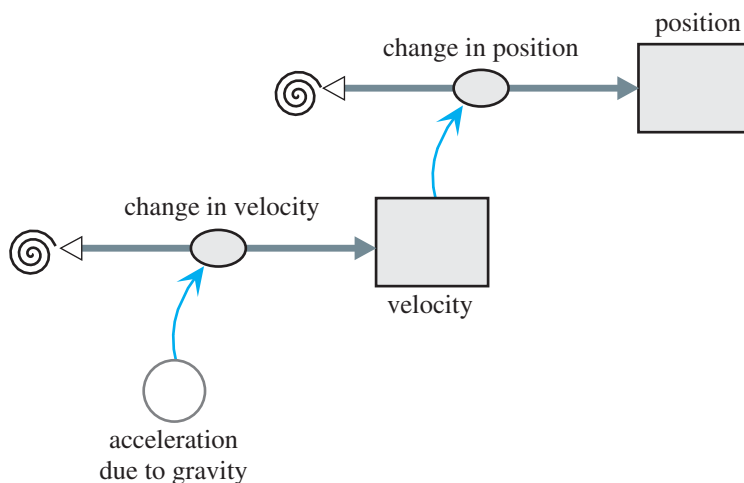 position
change in position
change in velocity
velocity
acceleration
due to gravity